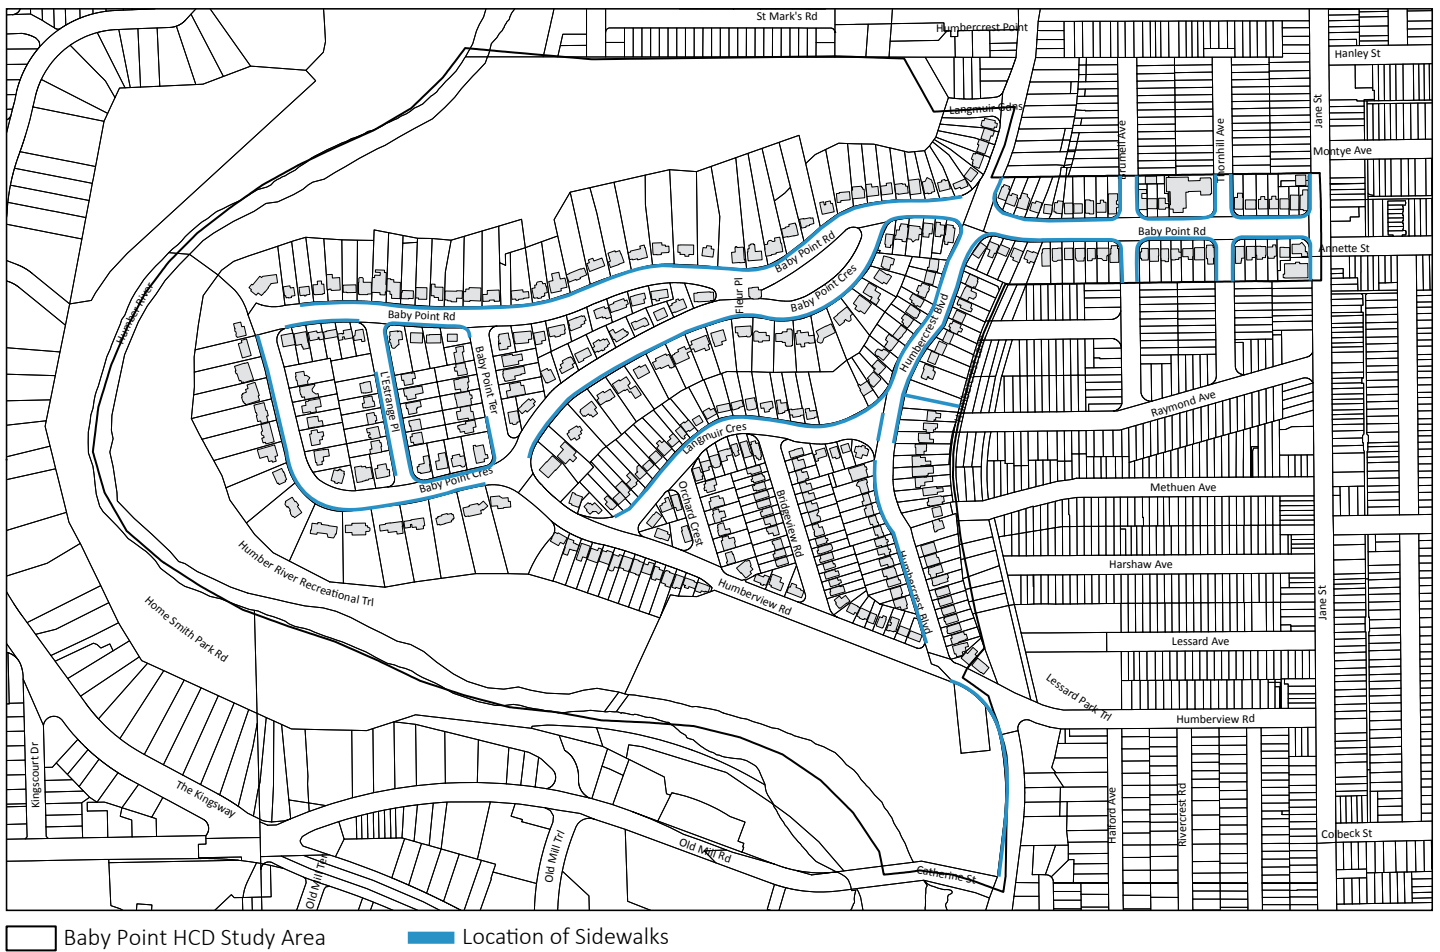 St Mark's Rd
Humbercrest Point
Hanley St
Langmuir Gdns
Jane St
Brumell Ave
Thornhill Ave
Montye Ave
Baby Point Rd
Annette St
Baby Point Rd
Baby Point Cres
Fleur Pl
Humber River
Baby Point Rd
Humbercrest Blvd
Baby Point Ter
L'Estrange Pl
Raymond Ave
Langmuir Cres
Baby Point Cres
Orchard Crest
Bridgeview Rd
Methuen Ave
Humber River Recreational Trl
Harshaw Ave
Humbercrest Blvd
Humberview Rd
Jane St
Home Smith Park Rd
Lessard Ave
Lessard Park Trl
Humberview Rd
Kingscourt Dr
The Kingsway
Halford Ave
Rivercrest Rd
Colbeck St
Old Mill Rd
Old Mill Trl
Old Mill Ter
Catherine St
Baby Point HCD Study Area
Location of Sidewalks